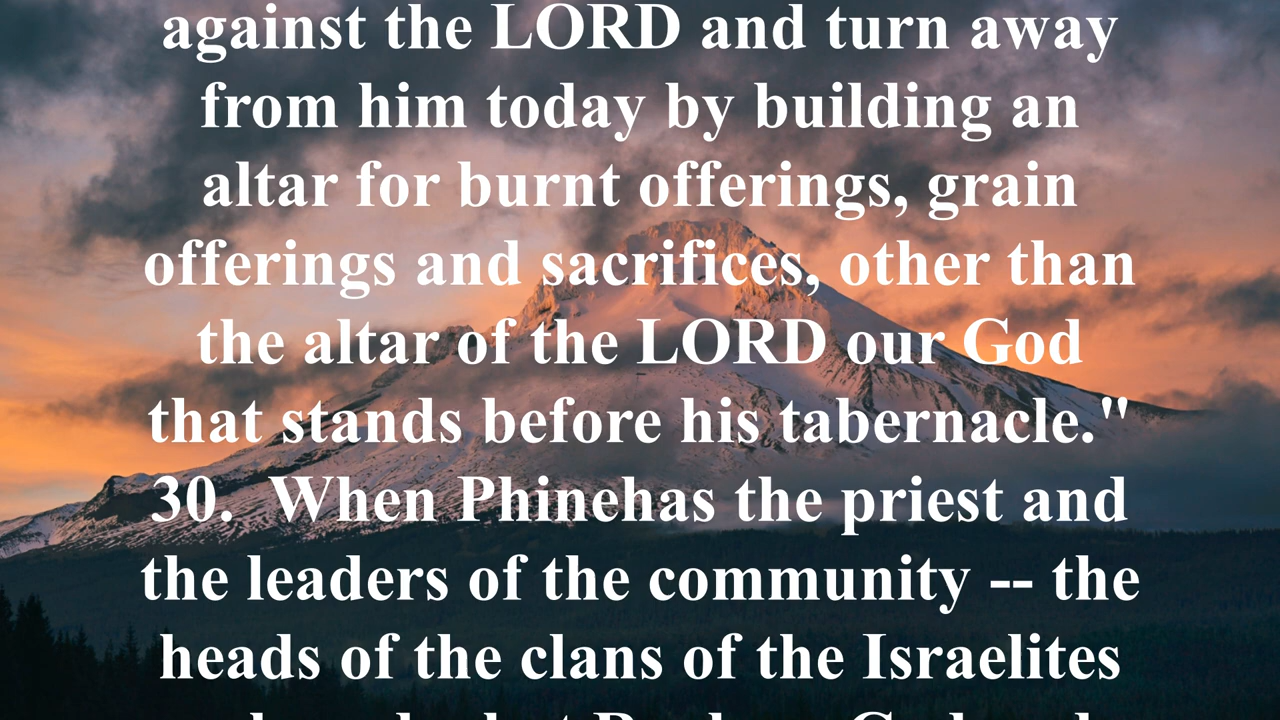 against the LORD and turn away
from him today by building an
altar for burnt offerings, grain
offerings and sacrifices, other than
the altar of the LORD our God
that stands before his tabernacle."
30. When Phinehas the priest and
the leaders of the community -- the
heads of the clans of the Israelites